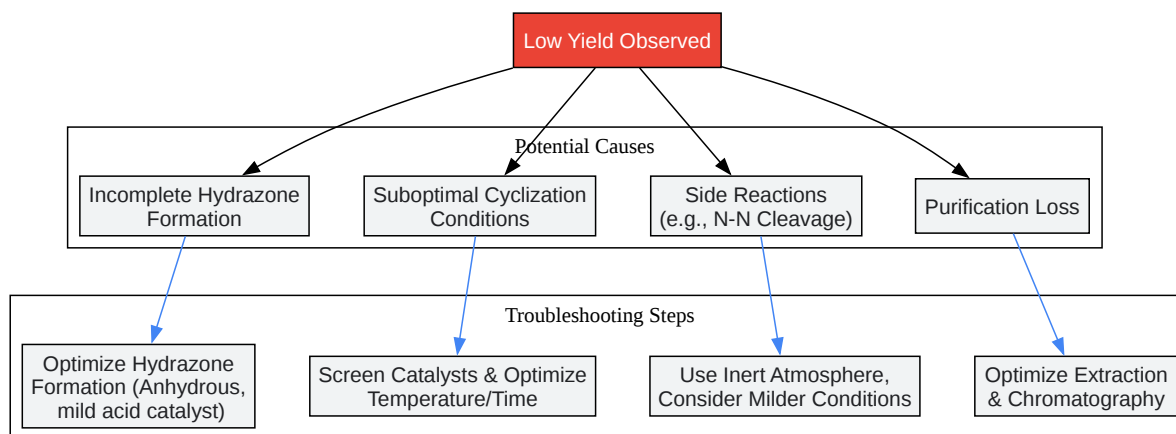 Low Yield Observed
Potential Causes
Incomplete Hydrazone
Formation
Suboptimal Cyclization
Conditions
Side Reactions
(e.g., N-N Cleavage)
Purification Loss
Troubleshooting Steps
Optimize Hydrazone
Formation (Anhydrous,
mild acid catalyst)
Screen Catalysts & Optimize
Temperature/Time
Use Inert Atmosphere,
Consider Milder Conditions
Optimize Extraction
& Chromatography